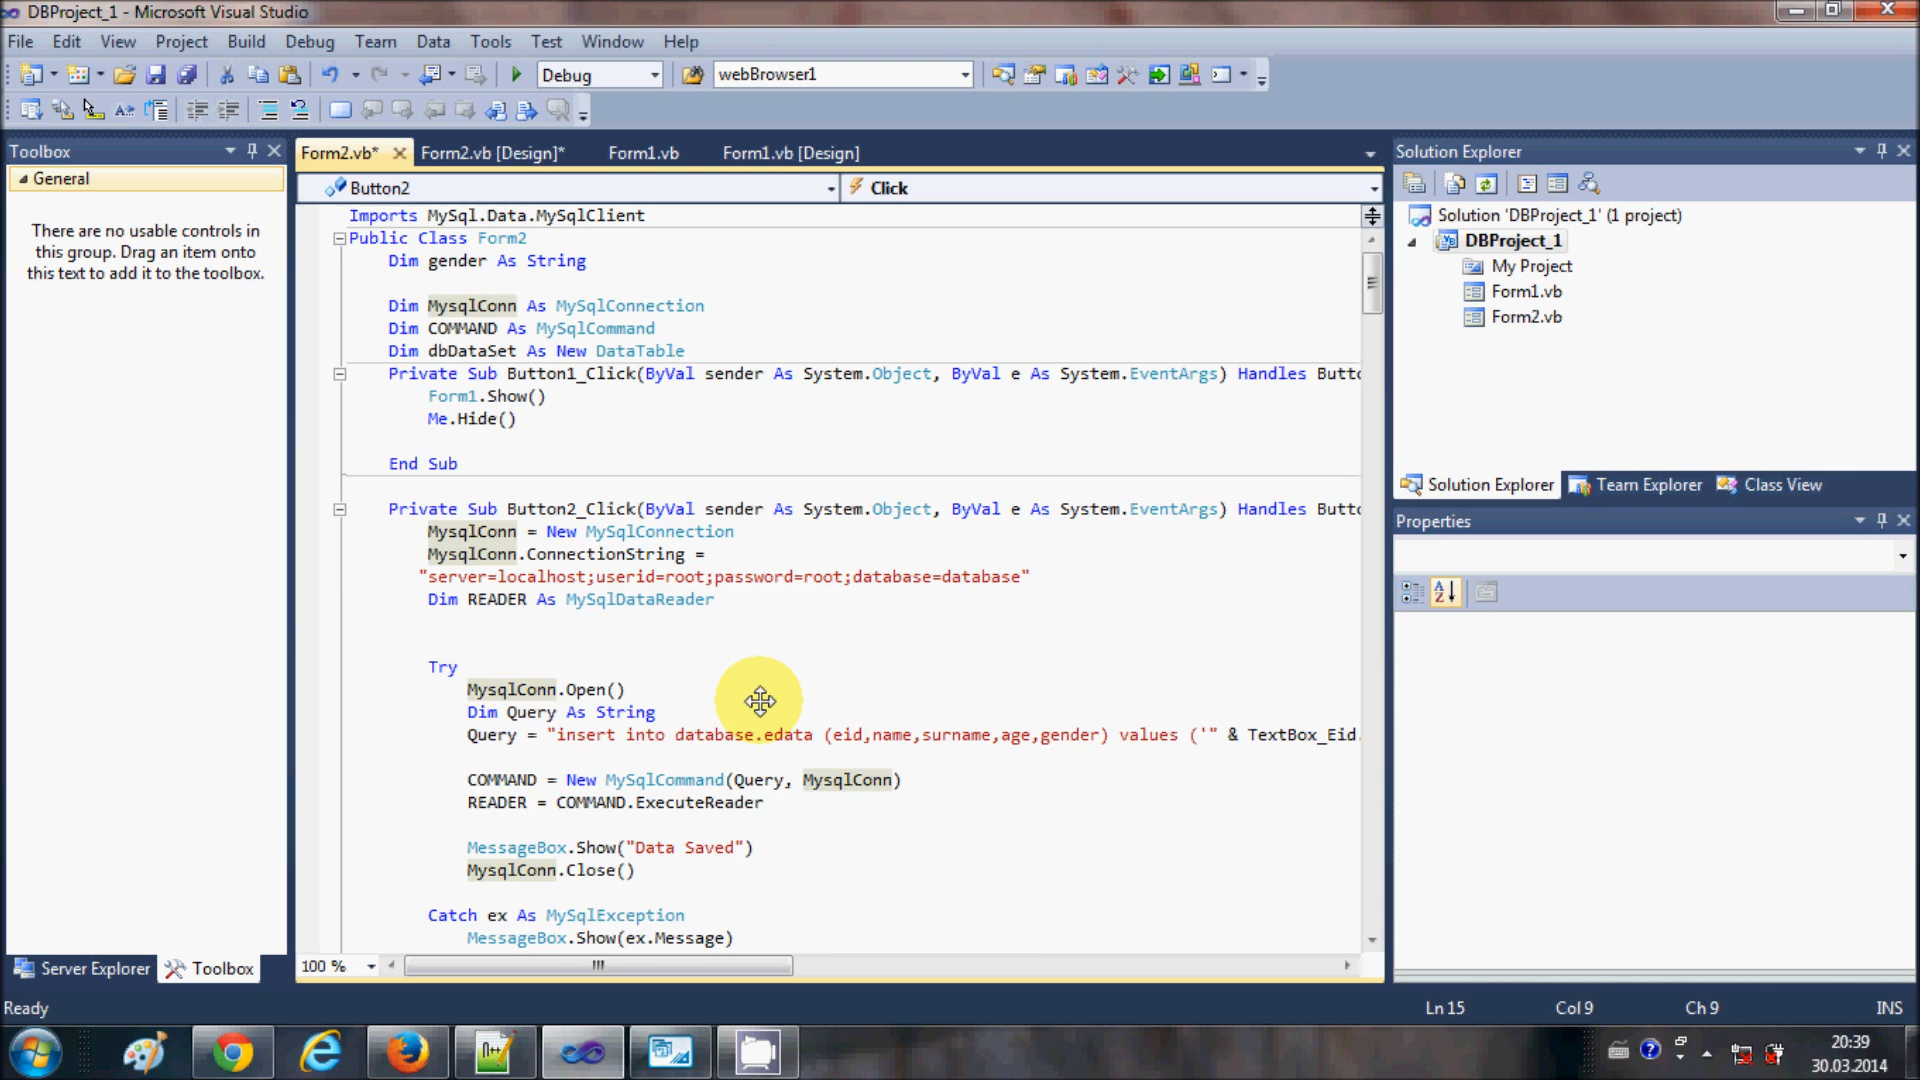 DBProject_1 - Microsoft Visual Studio
File Edit View Project Build Debug Team Data Tools Test Window Help
Debug webBrowser1
Toolbox
General
There are no usable controls in
this group. Drag an item onto
this text to add it to the toolbox.
Server Explorer Toolbox
Form2.vb* Form2.vb [Design]* Form1.vb Form1.vb [Design]
Button2 Click
Imports MySql.Data.MySqlClient
Public Class Form2
Dim gender As String
Dim MysqlConn As MySqlConnection
Dim COMMAND As MySqlCommand
Dim dbDataSet As New DataTable
Private Sub Button1_Click(ByVal sender As System.Object, ByVal e As System.EventArgs) Handles Butto
Form1.Show()
Me.Hide()
End Sub
Private Sub Button2_Click(ByVal sender As System.Object, ByVal e As System.EventArgs) Handles Butto
MysqlConn = New MySqlConnection
MysqlConn.ConnectionString =
"server=localhost;userid=root;password=root;database=database"
Dim READER As MySqlDataReader
Try
MysqlConn.Open()
Dim Query As String
Query = "insert into database.edata (eid,name,surname,age,gender) values ('" & TextBox_Eid.
COMMAND = New MySqlCommand(Query, MysqlConn)
READER = COMMAND.ExecuteReader
MessageBox.Show("Data Saved")
MysqlConn.Close()
Catch ex As MySqlException
MessageBox.Show(ex.Message)
100 %
Solution Explorer
Solution 'DBProject_1' (1 project)
DBProject_1
My Project
Form1.vb
Form2.vb
Solution Explorer Team Explorer Class View
Properties
Ready Ln 15 Col 9 Ch 9 INS
20:39
30.03.2014